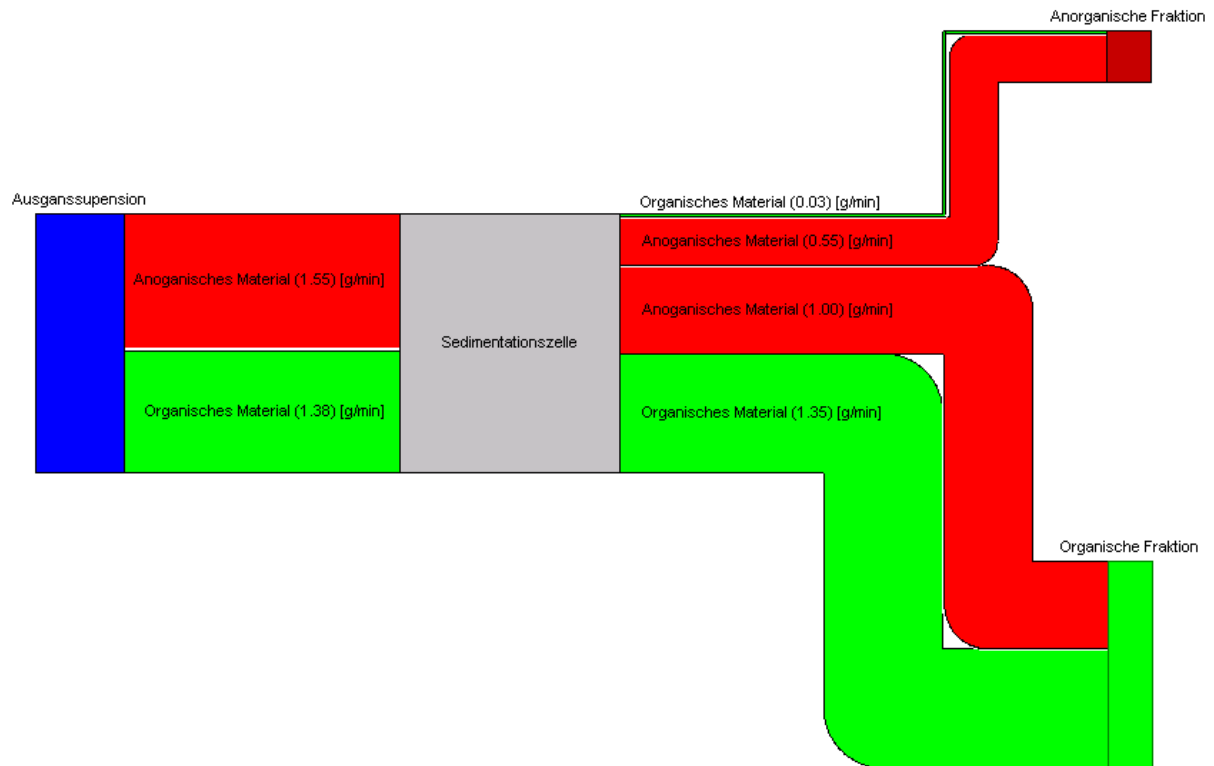 Anorganische Fraktion
Ausganssupension
Organisches Material (0.03) [g/min]
Anoganisches Material (0.55) [g/min]
Anoganisches Material (1.55) [g/min]
Anoganisches Material (1.00) [g/min]
Sedimentationszelle
Organisches Material (1.38) [g/min]
Organisches Material (1.35) [g/min]
Organische Fraktion